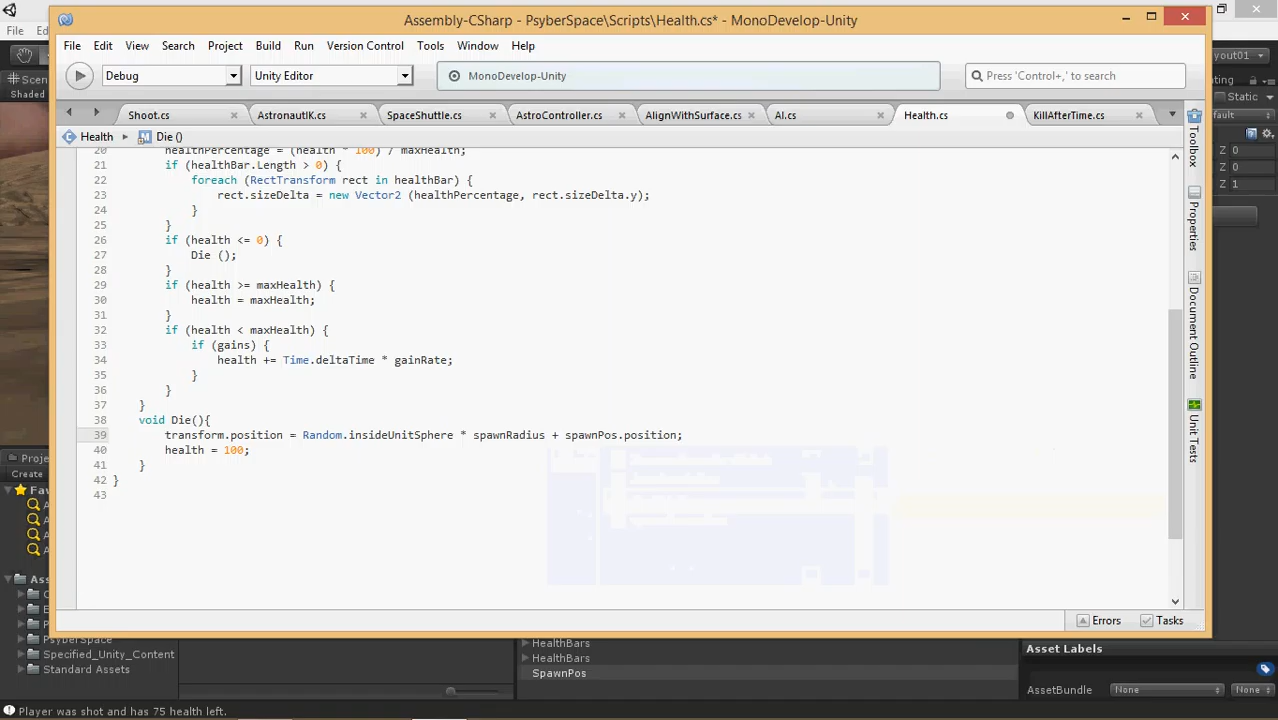 Assembly-CSharp - PsyberSpace\Scripts\Health.cs* - MonoDevelop-Unity
File Edit View Search Project Build Run Version Control Tools Window Help
Debug Unity Editor MonoDevelop-Unity Press 'Control+,' to search
Shoot.cs AstronautIK.cs SpaceShuttle.cs AstroController.cs AlignWithSurface.cs AI.cs Health.cs KillAfterTime.cs
Health Die ()
20 healthPercentage = (health * 100) / maxHealth;
21 if (healthBar.Length > 0) {
22 foreach (RectTransform rect in healthBar) {
23 rect.sizeDelta = new Vector2 (healthPercentage, rect.sizeDelta.y);
24 }
25 }
26 if (health <= 0) {
27 Die ();
28 }
29 if (health >= maxHealth) {
30 health = maxHealth;
31 }
32 if (health < maxHealth) {
33 if (gains) {
34 health += Time.deltaTime * gainRate;
35 }
36 }
37 }
38 void Die(){
39 transform.position = Random.insideUnitSphere * spawnRadius + spawnPos.position;
40 health = 100;
41 }
42 }
43
Toolbox
Properties
Document Outline
Unit Tests
Errors Tasks
File
Scen
Shaded
yout01
Static
Z 0
Z 0
Z 1
Proje
Create
Fav
Ass
PsyberSpace
Specified_Unity_Content
Standard Assets
HealthBars
HealthBars
SpawnPos
Asset Labels
AssetBundle None None
Player was shot and has 75 health left.